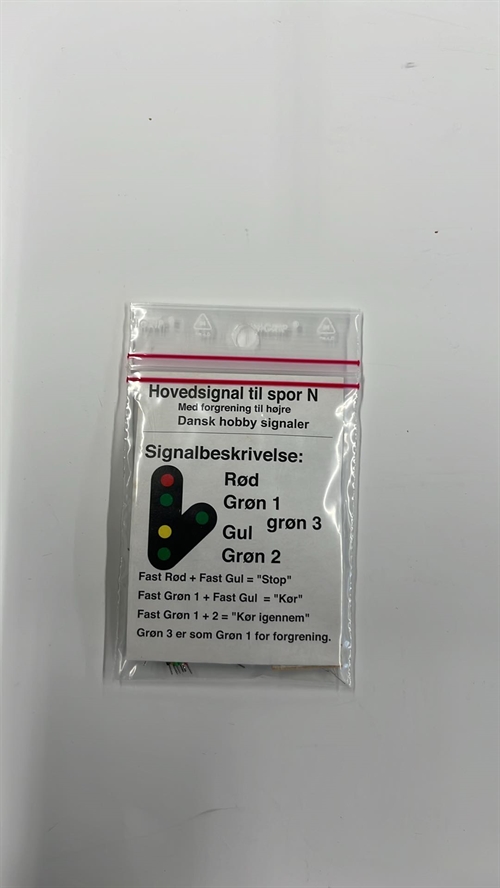 Hovedsignal til spor N
Med forgrening til højre
Dansk hobby signaler
Signalbeskrivelse:
Rød
Grøn 1
grøn 3
Gul
Grøn 2
Fast Rød + Fast Gul = "Stop"
Fast Grøn 1 + Fast Gul = "Kør"
Fast Grøn 1 + 2 = "Kør igennem"
Grøn 3 er som Grøn 1 for forgrening.